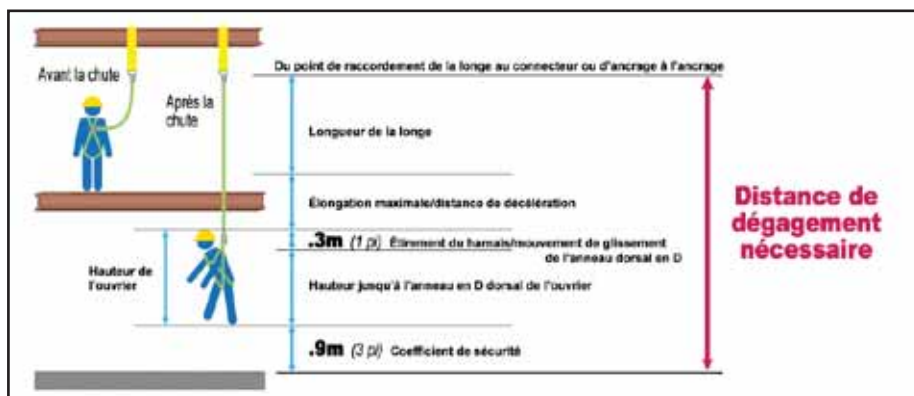 Du point de raccordement de la longe au connecteur ou d'ancrage à l'ancrage
Avant la chute
Après la
chute
Longueur de la longe
Élongation maximale/distance de décélération
.3m (1 pi) Étirement du harnais/mouvement de glissement
de l'anneau dorsal en D
Hauteur de
l'ouvrier
Hauteur jusqu'à l'anneau en D dorsal de l'ouvrier
.9m (3 pi) Coefficient de sécurité
Distance de
dégagement
nécessaire